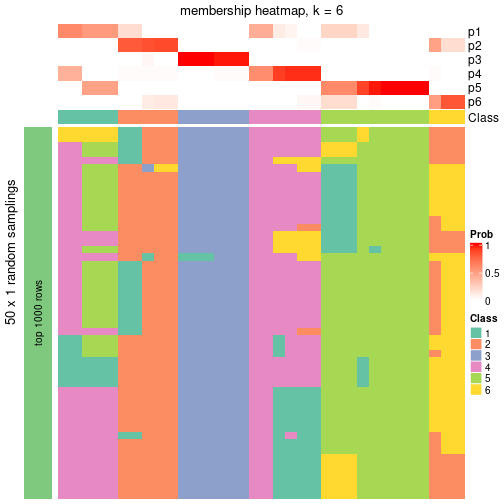 membership heatmap, k = 6
p1
p2
p3
p4
p5
p6
Class
50 x 1 random samplings
top 1000 rows
Prob
1
0.5
0
Class
1
2
3
4
5
6